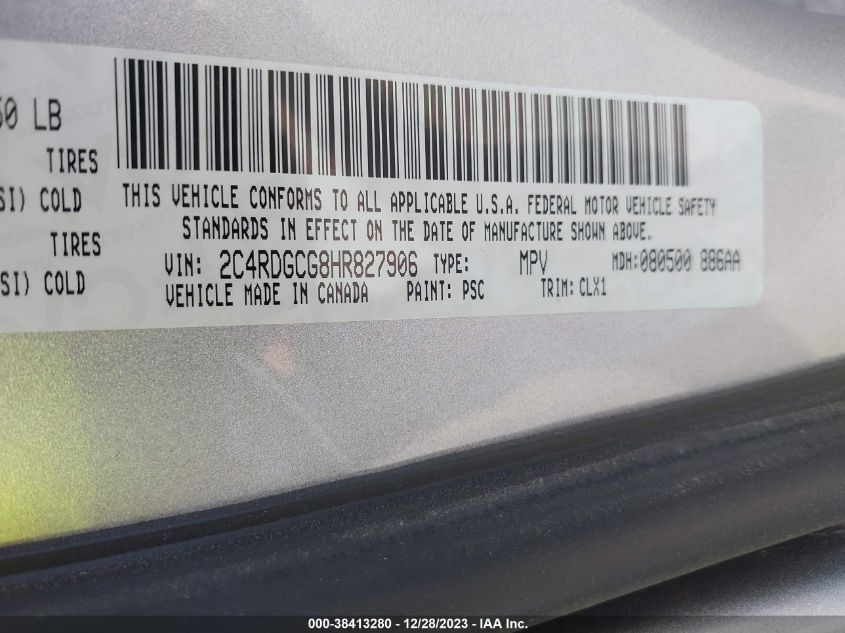 50 LB
TIRES
SI) COLD
TIRES
SI) COLD
THIS VEHICLE CONFORMS TO ALL APPLICABLE U.S.A. FEDERAL MOTOR VEHICLE SAFETY
STANDARDS IN EFFECT ON THE DATE OF MANUFACTURE SHOWN ABOVE.
VIN: 2C4RDGCG8HR827906 TYPE: MPV MDH: 080500 886AA
VEHICLE MADE IN CANADA PAINT: PSC TRIM: CLX1
000-38413280 - 12/28/2023 - IAA Inc.